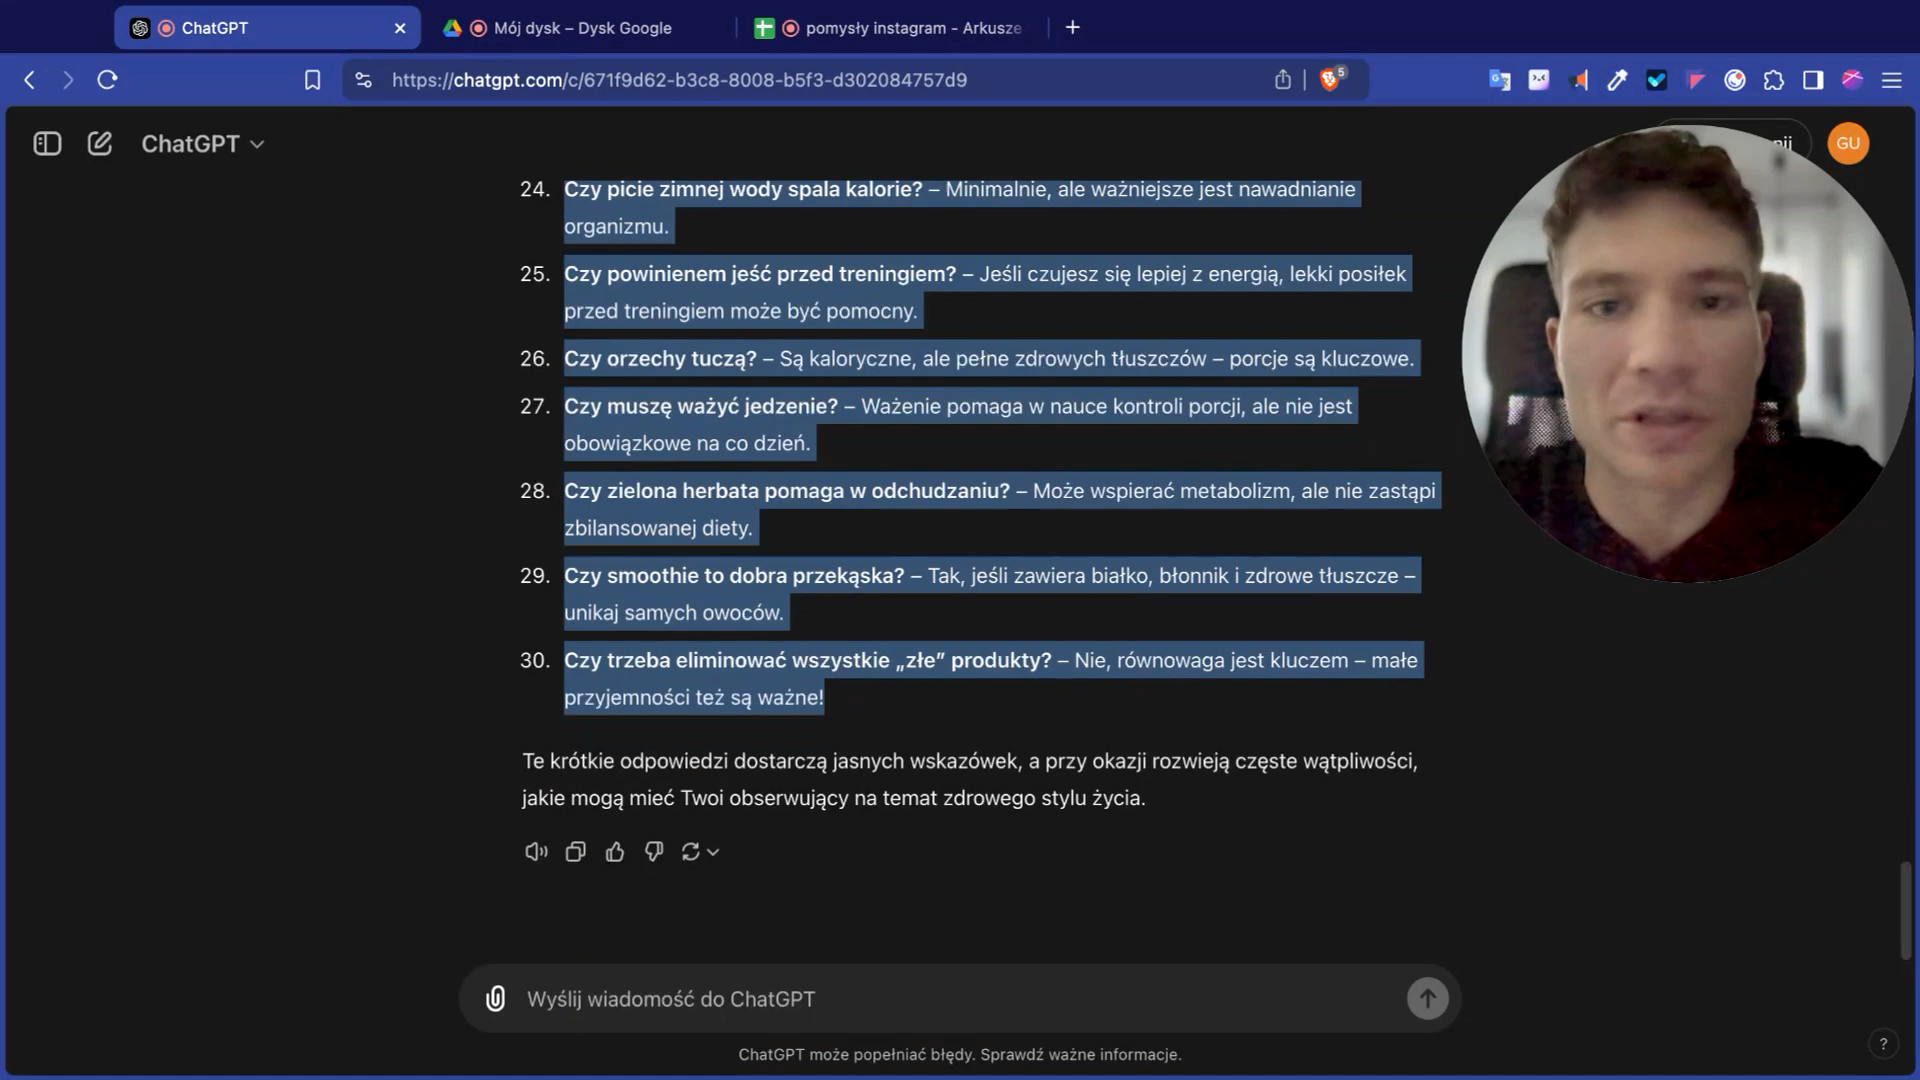 ChatGPT
Mój dysk – Dysk Google
pomysły instagram - Arkusze
https://chatgpt.com/c/671f9d62-b3c8-8008-b5f3-d302084757d9
5
ChatGPT
GU
24. Czy picie zimnej wody spala kalorie? – Minimalnie, ale ważniejsze jest nawadnianie
organizmu.
25. Czy powinienem jeść przed treningiem? – Jeśli czujesz się lepiej z energią, lekki posiłek
przed treningiem może być pomocny.
26. Czy orzechy tuczą? – Są kaloryczne, ale pełne zdrowych tłuszczów – porcje są kluczowe.
27. Czy muszę ważyć jedzenie? – Ważenie pomaga w nauce kontroli porcji, ale nie jest
obowiązkowe na co dzień.
28. Czy zielona herbata pomaga w odchudzaniu? – Może wspierać metabolizm, ale nie zastąpi
zbilansowanej diety.
29. Czy smoothie to dobra przekąska? – Tak, jeśli zawiera białko, błonnik i zdrowe tłuszcze –
unikaj samych owoców.
30. Czy trzeba eliminować wszystkie „złe” produkty? – Nie, równowaga jest kluczem – małe
przyjemności też są ważne!
Te krótkie odpowiedzi dostarczą jasnych wskazówek, a przy okazji rozwieją częste wątpliwości,
jakie mogą mieć Twoi obserwujący na temat zdrowego stylu życia.
Wyślij wiadomość do ChatGPT
ChatGPT może popełniać błędy. Sprawdź ważne informacje.
?